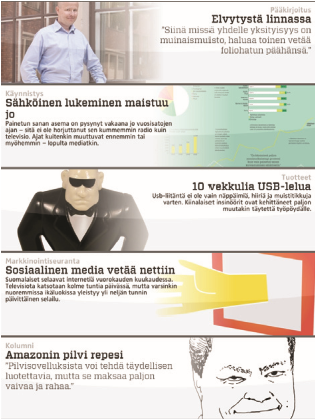 Pääkirjoitus
Elvytystä linnassa
"Siinä missä yhdelle yksityisyys on
muinaismuisto, haluaa toinen vetää
foliohatun päähänsä."
Käynnistys
Sähköinen lukeminen maistuu
jo
Painetun sanan asema on pysynyt vakaana jo vuosisatojen
ajan – sitä ei ole horjuttanut sen kummemmin radio kuin
televisio. Ajat kuitenkin muuttuvat ennemmin tai
myöhemmin – lopulta mediatkin.
Tuotteet
10 vekkulia USB-lelua
Usb-liitäntä ei ole vain näppäimiä, hiiriä ja muistitikkuja
varten. Kiinalaiset insinöörit ovat kehittäneet paljon
muutakin täytettä työpöydälle.
Markkinointiseuranta
Sosiaalinen media vetää nettiin
Suomalaiset selaavat internetiä vuorokauden kuukaudessa.
Televisiota katsotaan kolme tuntia päivässä, mutta varsinkin
nuoremmissa ikäluokissa yleistyy yli neljän tunnin
päivittäinen selailu.
Kolumni
Amazonin pilvi repesi
"Pilvisovelluksista voi tehdä täydellisen
luotettavia, mutta se maksaa paljon
vaivaa ja rahaa."